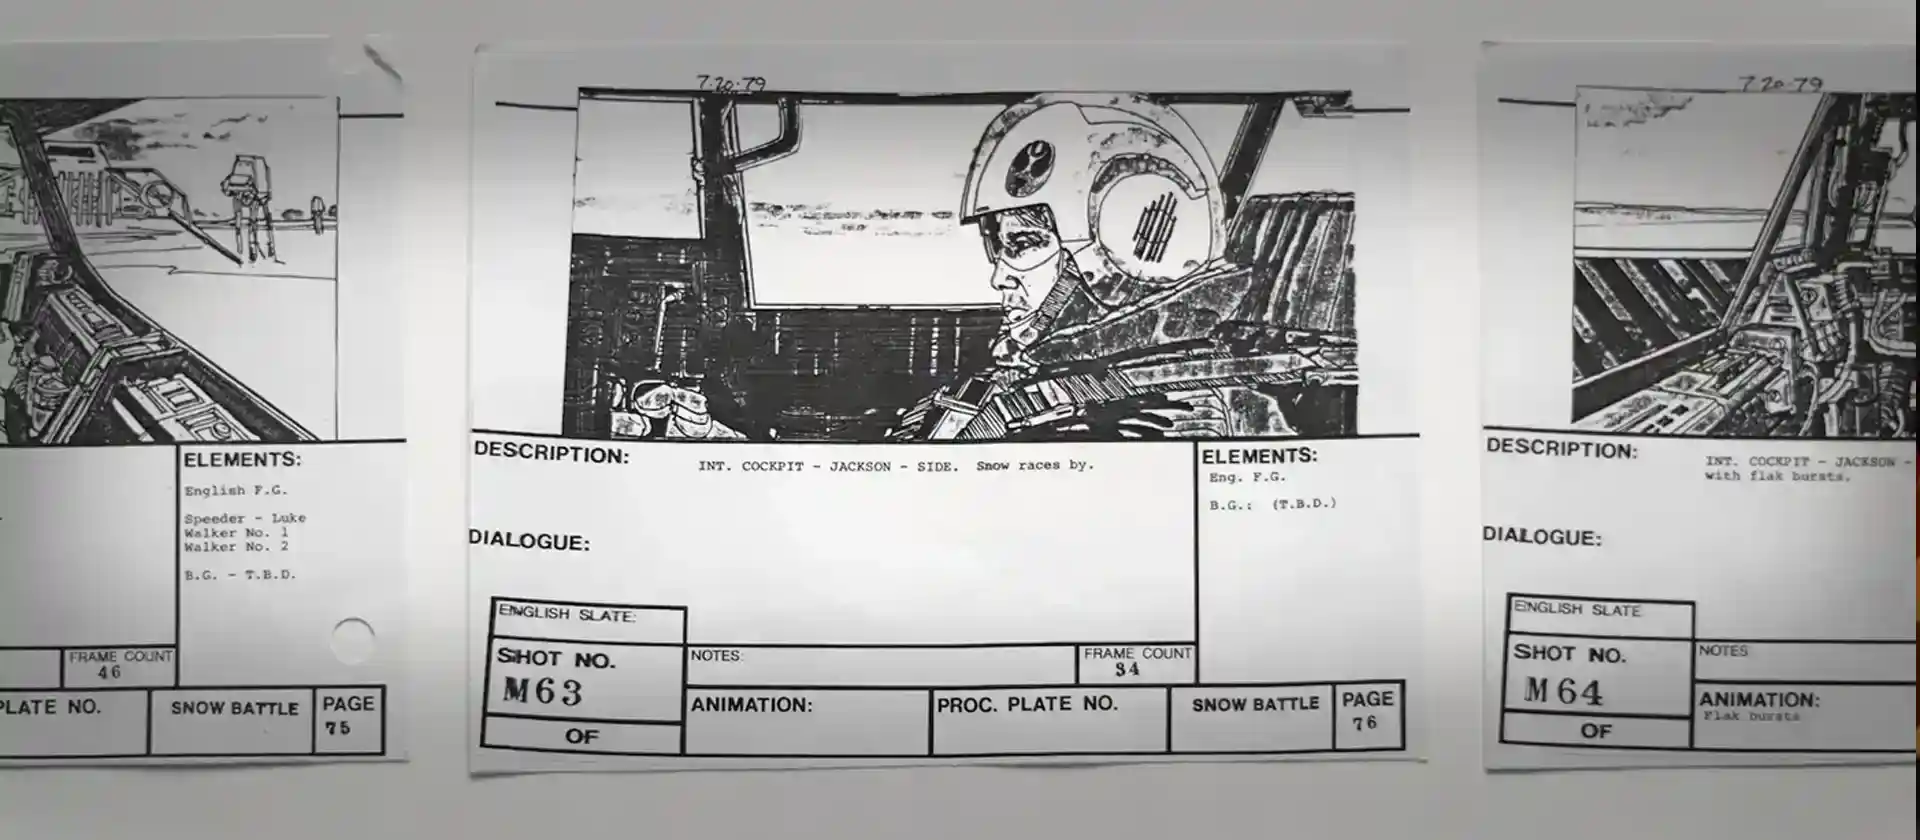 ELEMENTS:
English F.G.
Speeder - Luke
Walker No. 1
Walker No. 2
B.G. - T.B.D.
FRAME COUNT
46
PLATE NO.
SNOW BATTLE
PAGE
75
7.20.79
DESCRIPTION:
INT. COCKPIT - JACKSON - SIDE. Snow races by.
ELEMENTS:
Eng. F.G.
B.G.: (T.B.D.)
DIALOGUE:
ENGLISH SLATE:
SHOT NO.
M63
OF
NOTES:
FRAME COUNT
34
ANIMATION:
PROC. PLATE NO.
SNOW BATTLE
PAGE
76
7.20.79
DESCRIPTION:
INT. COCKPIT - JACKSON -
with flak bursts.
DIALOGUE:
ENGLISH SLATE
SHOT NO.
M64
OF
NOTES
ANIMATION:
Flak bursts